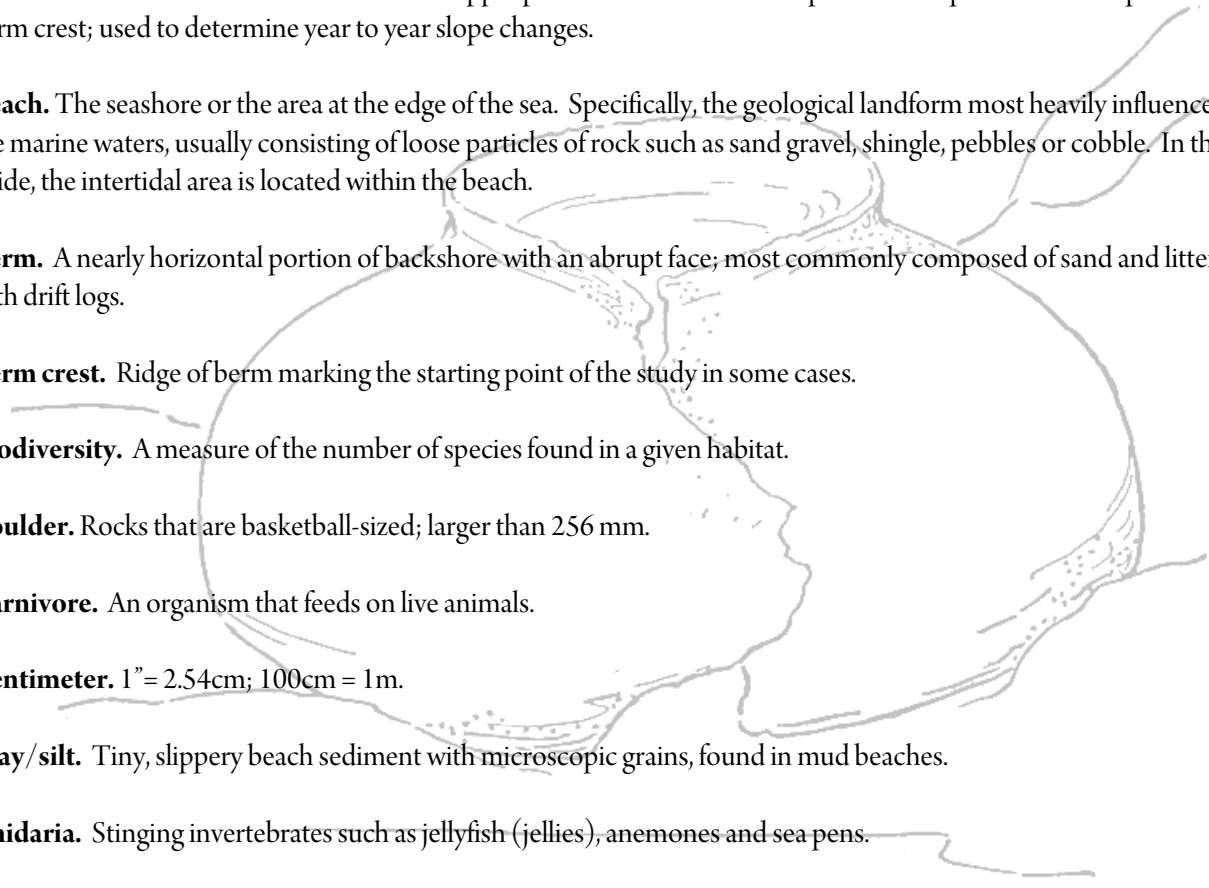 rm crest; used to determine year to year slope changes.
each. The seashore or the area at the edge of the sea. Specifically, the geological landform most heavily influence
e marine waters, usually consisting of loose particles of rock such as sand gravel, shingle, pebbles or cobble. In th
ide, the intertidal area is located within the beach.
erm. A nearly horizontal portion of backshore with an abrupt face; most commonly composed of sand and litter
th drift logs.
erm crest. Ridge of berm marking the starting point of the study in some cases.
odiversity. A measure of the number of species found in a given habitat.
oulder. Rocks that are basketball-sized; larger than 256 mm.
arnivore. An organism that feeds on live animals.
entimeter. 1”= 2.54cm; 100cm = 1m.
ay/silt. Tiny, slippery beach sediment with microscopic grains, found in mud beaches.
nidaria. Stinging invertebrates such as jellyfish (jellies), anemones and sea pens.